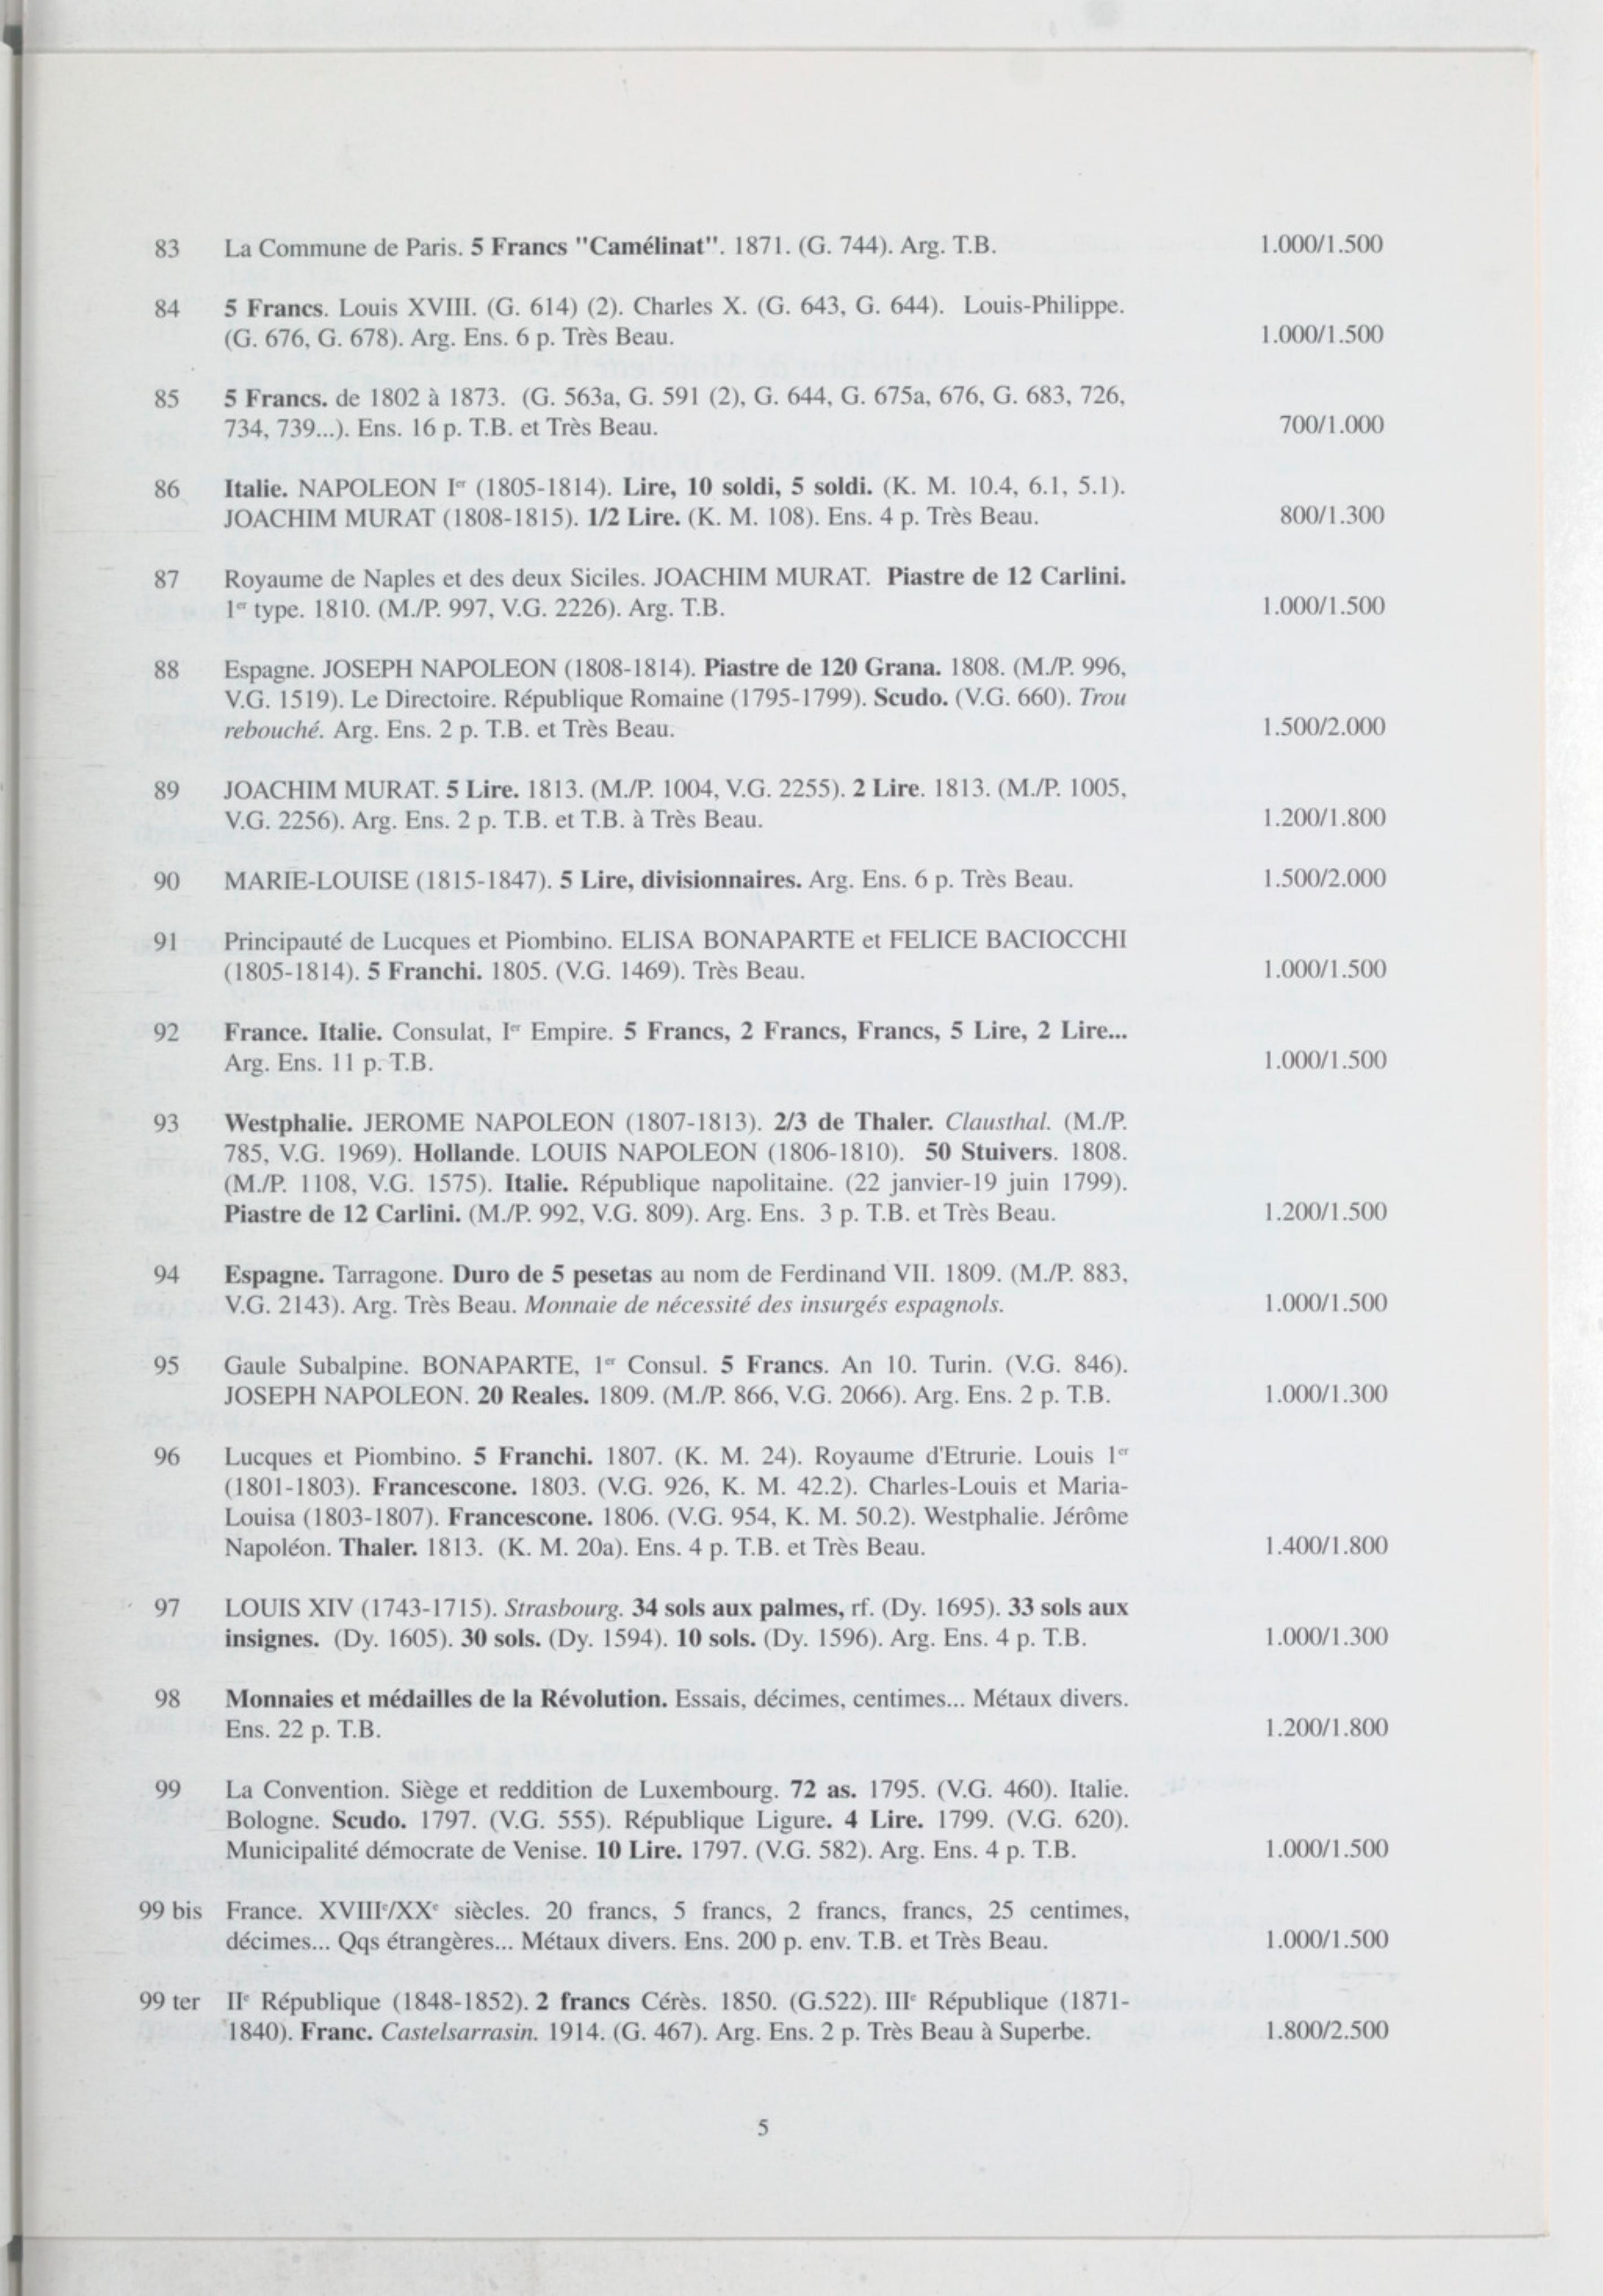 83 La Commune de Paris. 5 Francs "Camélinat". 1871. (G. 744). Arg. T.B. 1.000/1.500
84 5 Francs. Louis XVIII. (G. 614) (2). Charles X. (G. 643, G. 644). Louis-Philippe.
(G. 676, G. 678). Arg. Ens. 6 p. Très Beau. 1.000/1.500
85 5 Francs. de 1802 à 1873. (G. 563a, G. 591 (2), G. 644, G. 675a, 676, G. 683, 726,
734, 739...). Ens. 16 p. T.B. et Très Beau. 700/1.000
86 Italie. NAPOLEON Ier (1805-1814). Lire, 10 soldi, 5 soldi. (K. M. 10.4, 6.1, 5.1).
JOACHIM MURAT (1808-1815). 1/2 Lire. (K. M. 108). Ens. 4 p. Très Beau. 800/1.300
87 Royaume de Naples et des deux Siciles. JOACHIM MURAT. Piastre de 12 Carlini.
1er type. 1810. (M./P. 997, V.G. 2226). Arg. T.B. 1.000/1.500
88 Espagne. JOSEPH NAPOLEON (1808-1814). Piastre de 120 Grana. 1808. (M./P. 996,
V.G. 1519). Le Directoire. République Romaine (1795-1799). Scudo. (V.G. 660). Trou
rebouché. Arg. Ens. 2 p. T.B. et Très Beau. 1.500/2.000
89 JOACHIM MURAT. 5 Lire. 1813. (M./P. 1004, V.G. 2255). 2 Lire. 1813. (M./P. 1005,
V.G. 2256). Arg. Ens. 2 p. T.B. et T.B. à Très Beau. 1.200/1.800
90 MARIE-LOUISE (1815-1847). 5 Lire, divisionnaires. Arg. Ens. 6 p. Très Beau. 1.500/2.000
91 Principauté de Lucques et Piombino. ELISA BONAPARTE et FELICE BACIOCCHI
(1805-1814). 5 Franchi. 1805. (V.G. 1469). Très Beau. 1.000/1.500
92 France. Italie. Consulat, Ier Empire. 5 Francs, 2 Francs, Francs, 5 Lire, 2 Lire...
Arg. Ens. 11 p. T.B. 1.000/1.500
93 Westphalie. JEROME NAPOLEON (1807-1813). 2/3 de Thaler. Clausthal. (M./P.
785, V.G. 1969). Hollande. LOUIS NAPOLEON (1806-1810). 50 Stuivers. 1808.
(M./P. 1108, V.G. 1575). Italie. République napolitaine. (22 janvier-19 juin 1799).
Piastre de 12 Carlini. (M./P. 992, V.G. 809). Arg. Ens. 3 p. T.B. et Très Beau. 1.200/1.500
94 Espagne. Tarragone. Duro de 5 pesetas au nom de Ferdinand VII. 1809. (M./P. 883,
V.G. 2143). Arg. Très Beau. Monnaie de nécessité des insurgés espagnols. 1.000/1.500
95 Gaule Subalpine. BONAPARTE, 1er Consul. 5 Francs. An 10. Turin. (V.G. 846).
JOSEPH NAPOLEON. 20 Reales. 1809. (M./P. 866, V.G. 2066). Arg. Ens. 2 p. T.B. 1.000/1.300
96 Lucques et Piombino. 5 Franchi. 1807. (K. M. 24). Royaume d'Etrurie. Louis 1er
(1801-1803). Francescone. 1803. (V.G. 926, K. M. 42.2). Charles-Louis et Maria-
Louisa (1803-1807). Francescone. 1806. (V.G. 954, K. M. 50.2). Westphalie. Jérôme
Napoléon. Thaler. 1813. (K. M. 20a). Ens. 4 p. T.B. et Très Beau. 1.400/1.800
97 LOUIS XIV (1743-1715). Strasbourg. 34 sols aux palmes, rf. (Dy. 1695). 33 sols aux
insignes. (Dy. 1605). 30 sols. (Dy. 1594). 10 sols. (Dy. 1596). Arg. Ens. 4 p. T.B. 1.000/1.300
98 Monnaies et médailles de la Révolution. Essais, décimes, centimes... Métaux divers.
Ens. 22 p. T.B. 1.200/1.800
99 La Convention. Siège et reddition de Luxembourg. 72 as. 1795. (V.G. 460). Italie.
Bologne. Scudo. 1797. (V.G. 555). République Ligure. 4 Lire. 1799. (V.G. 620).
Municipalité démocrate de Venise. 10 Lire. 1797. (V.G. 582). Arg. Ens. 4 p. T.B. 1.000/1.500
99 bis France. XVIIIe/XXe siècles. 20 francs, 5 francs, 2 francs, francs, 25 centimes,
décimes... Qqs étrangères... Métaux divers. Ens. 200 p. env. T.B. et Très Beau. 1.000/1.500
99 ter IIe République (1848-1852). 2 francs Cérès. 1850. (G.522). IIIe République (1871-
1840). Franc. Castelsarrasin. 1914. (G. 467). Arg. Ens. 2 p. Très Beau à Superbe. 1.800/2.500
5